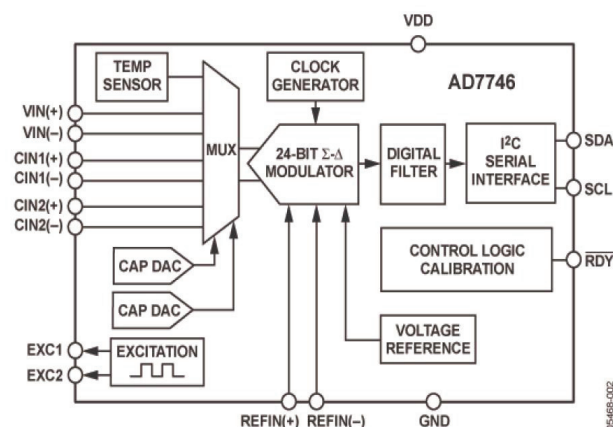 VDD
TEMP
SENSOR
CLOCK
GENERATOR
AD7746
VIN(+)
VIN(–)
CIN1(+)
CIN1(–)
CIN2(+)
CIN2(–)
MUX
24-BIT Σ-Δ
MODULATOR
DIGITAL
FILTER
I²C
SERIAL
INTERFACE
SDA
SCL
CAP DAC
CAP DAC
CONTROL LOGIC
CALIBRATION
RDY
EXC1
EXC2
EXCITATION
VOLTAGE
REFERENCE
REFIN(+)
REFIN(–)
GND
05468-002